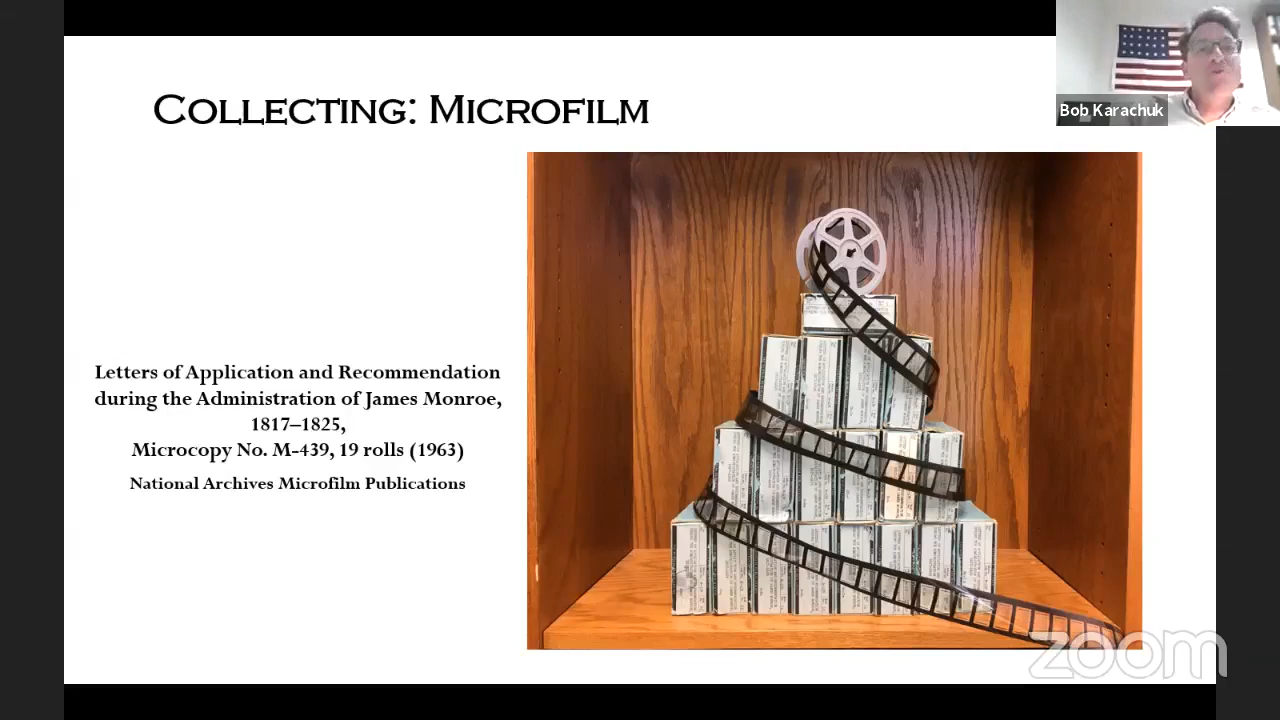 COLLECTING: MICROFILM
Bob Karachuk
Letters of Application and Recommendation
during the Administration of James Monroe,
1817–1825,
Microcopy No. M-439, 19 rolls (1963)
National Archives Microfilm Publications
zoom